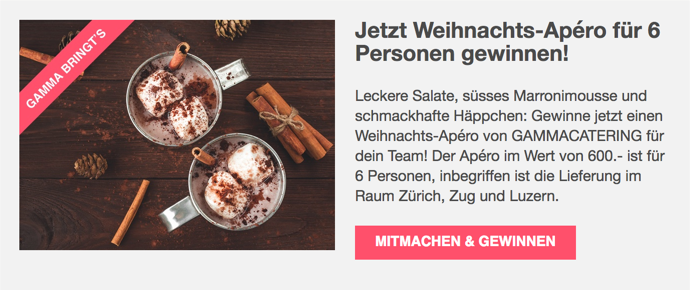 GAMMA BRINGT'S
Jetzt Weihnachts-Apéro für 6
Personen gewinnen!
Leckere Salate, süsses Marronimousse und
schmackhafte Häppchen: Gewinne jetzt einen
Weihnachts-Apéro von GAMMACATERING für
dein Team! Der Apéro im Wert von 600.- ist für
6 Personen, inbegriffen ist die Lieferung im
Raum Zürich, Zug und Luzern.
MITMACHEN & GEWINNEN